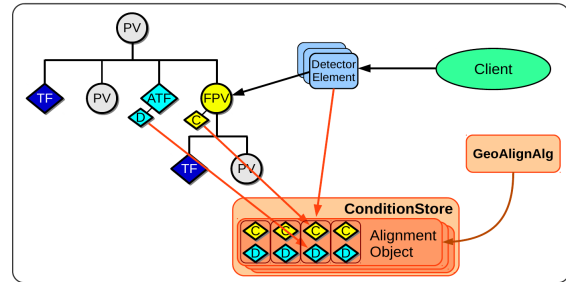 PV
Detector
Element
Client
TF
PV
ATF
FPV
D
C
TF
PV
GeoAlignAlg
ConditionStore
C C C C
Alignment
Object
D D D D